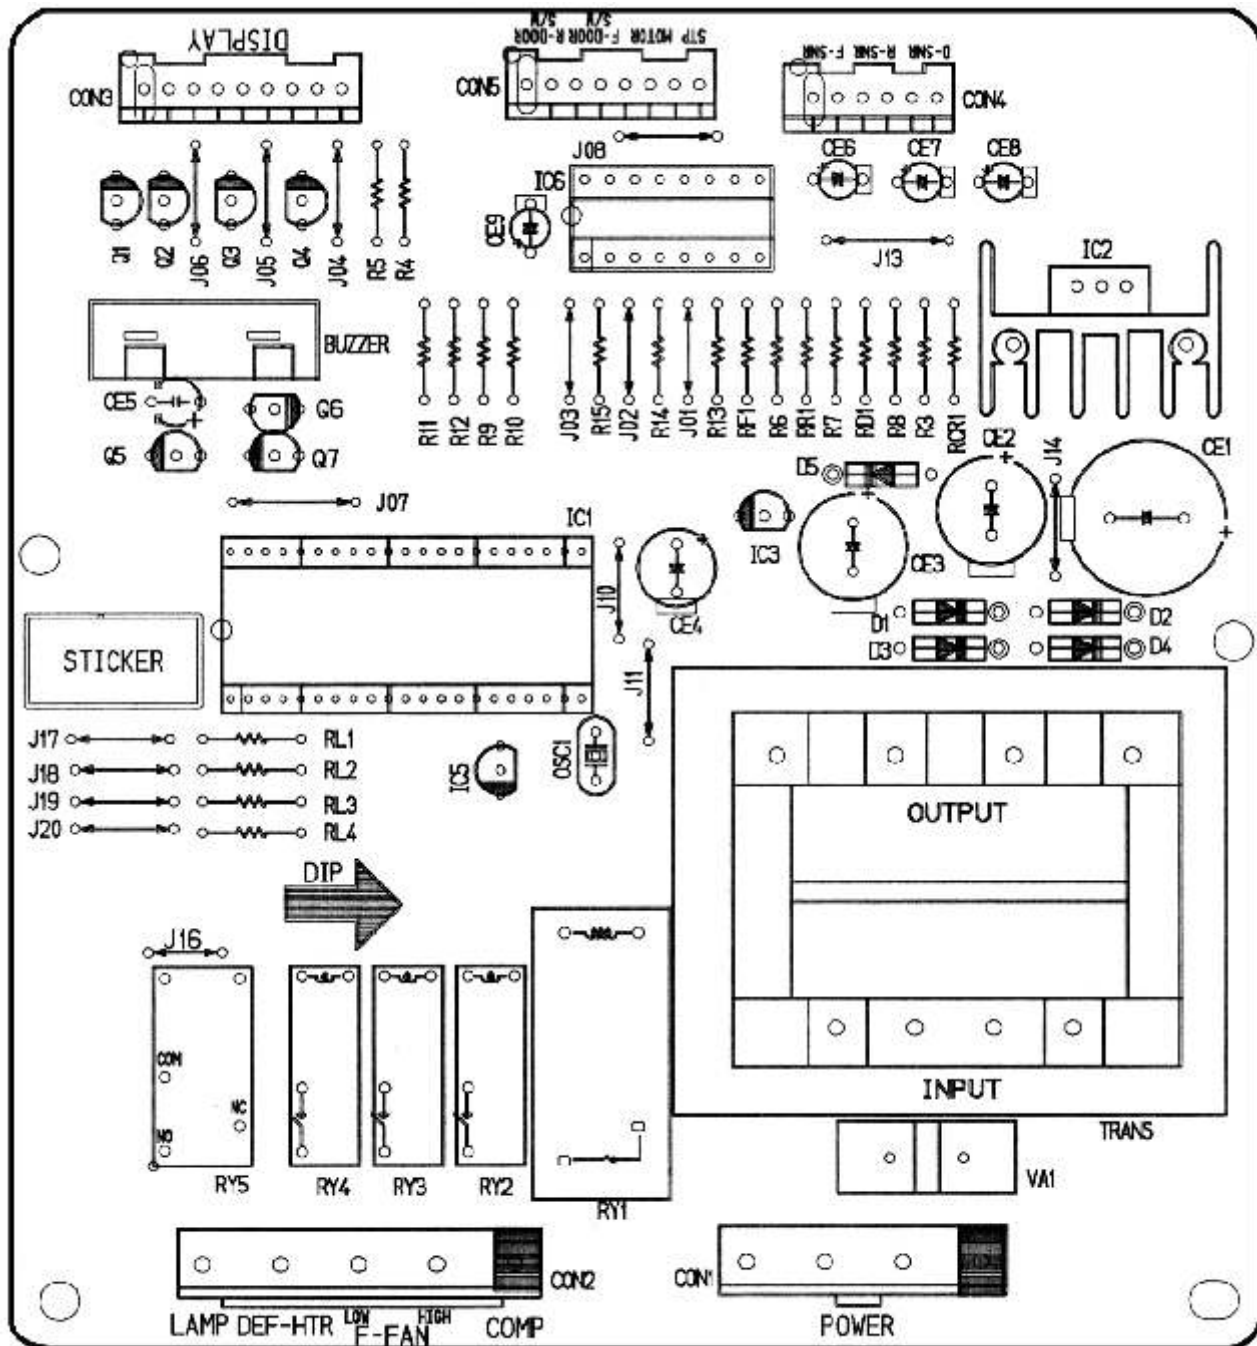 DISPLAY
S/W S/W
R-DOOR F-DOOR STP MOTOR
F-SNR R-SNR D-SNR
CON3
CON5
CON4
J08
CE6 CE7 CE8
IC6
CE9
Q1 Q2 J06 Q3 J05 Q4 J04 R5 R4
J13
IC2
BUZZER
CE5
Q6
R11 R12 R9 R10 J03 R15 J02 R14 J01 R13 RF1 R6 RR1 R7 RD1 R8 R3 RCR1
Q5
Q7
D5
CE2
J14
CE1
J07
IC1
IC3
CE3
J10
CE4
D1
D2
STICKER
J11
D3
D4
J17
RL1
J18
RL2
J19
RL3
J20
RL4
IC5
OSC1
OUTPUT
DIP
J16
COM
NC
NO
INPUT
TRANS
RY5
RY4
RY3
RY2
RY1
VA1
CON2
CON1
LAMP DEF-HTR LOW HIGH COMP
F-FAN
POWER